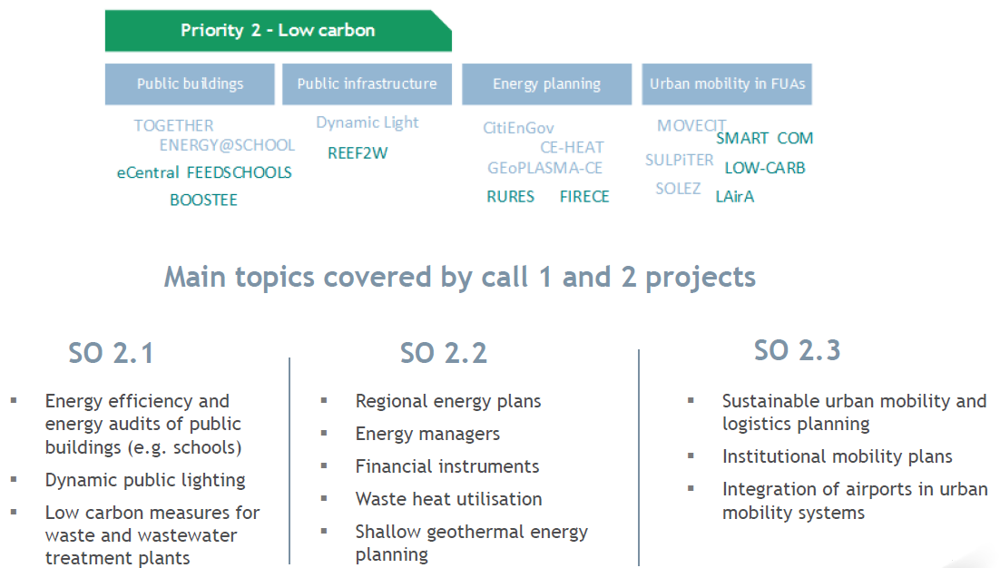 Priority 2 - Low carbon
Public buildings
Public infrastructure
Energy planning
Urban mobility in FUAs
TOGETHER
ENERGY@SCHOOL
eCentral FEEDSCHOOLS
BOOSTEE
Dynamic Light
REEF2W
CitiEnGov
CE-HEAT
GEoPLASMA-CE
RURES FIRECE
MOVECIT
SMART COM
SULPiTER
LOW-CARB
SOLEZ
LAirA
Main topics covered by call 1 and 2 projects
SO 2.1
▪ Energy efficiency and
energy audits of public
buildings (e.g. schools)
▪ Dynamic public lighting
▪ Low carbon measures for
waste and wastewater
treatment plants
SO 2.2
▪ Regional energy plans
▪ Energy managers
▪ Financial instruments
▪ Waste heat utilisation
▪ Shallow geothermal energy
planning
SO 2.3
▪ Sustainable urban mobility and
logistics planning
▪ Institutional mobility plans
▪ Integration of airports in urban
mobility systems